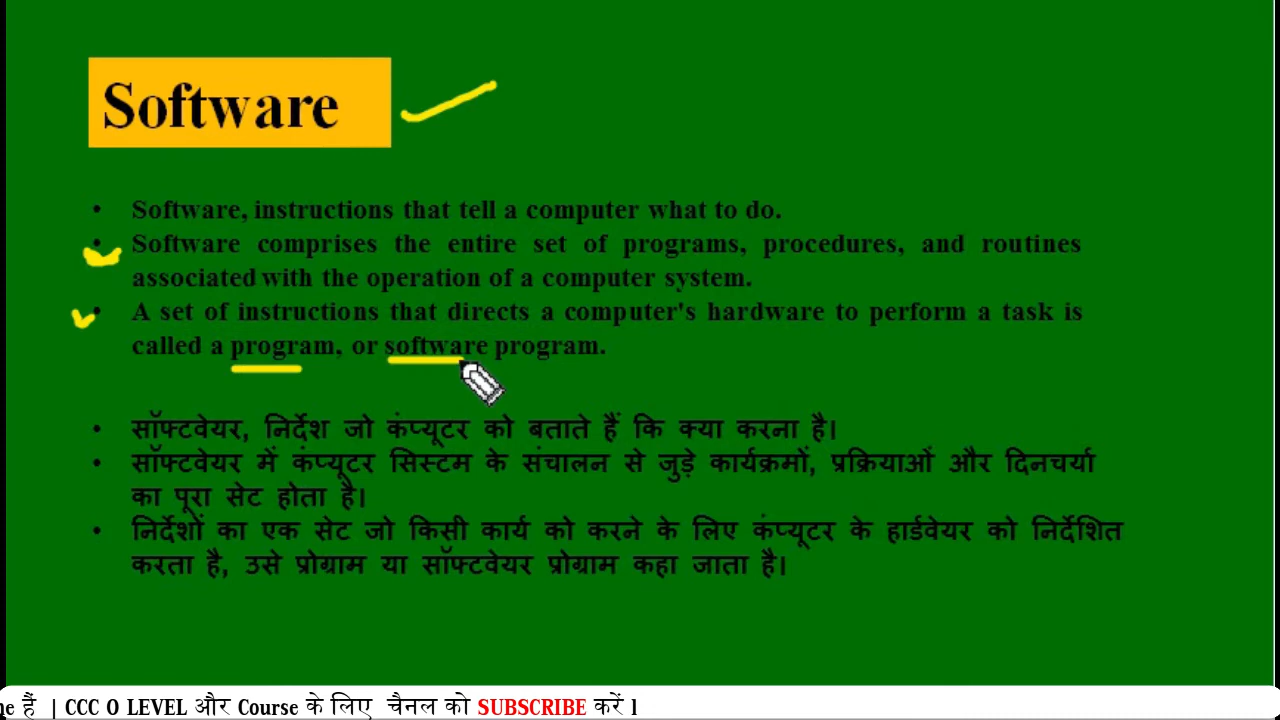 Software
• Software, instructions that tell a computer what to do.
• Software comprises the entire set of programs, procedures, and routines
associated with the operation of a computer system.
• A set of instructions that directs a computer's hardware to perform a task is
called a program, or software program.
• सॉफ्टवेयर, निर्देश जो कंप्यूटर को बताते हैं कि क्या करना है।
• सॉफ्टवेयर में कंप्यूटर सिस्टम के संचालन से जुड़े कार्यक्रमों, प्रक्रियाओं और दिनचर्या
का पूरा सेट होता है।
• निर्देशों का एक सेट जो किसी कार्य को करने के लिए कंप्यूटर के हार्डवेयर को निर्देशित
करता है, उसे प्रोग्राम या सॉफ्टवेयर प्रोग्राम कहा जाता है।
हैं | CCC O LEVEL और Course के लिए चैनल को SUBSCRIBE करें l